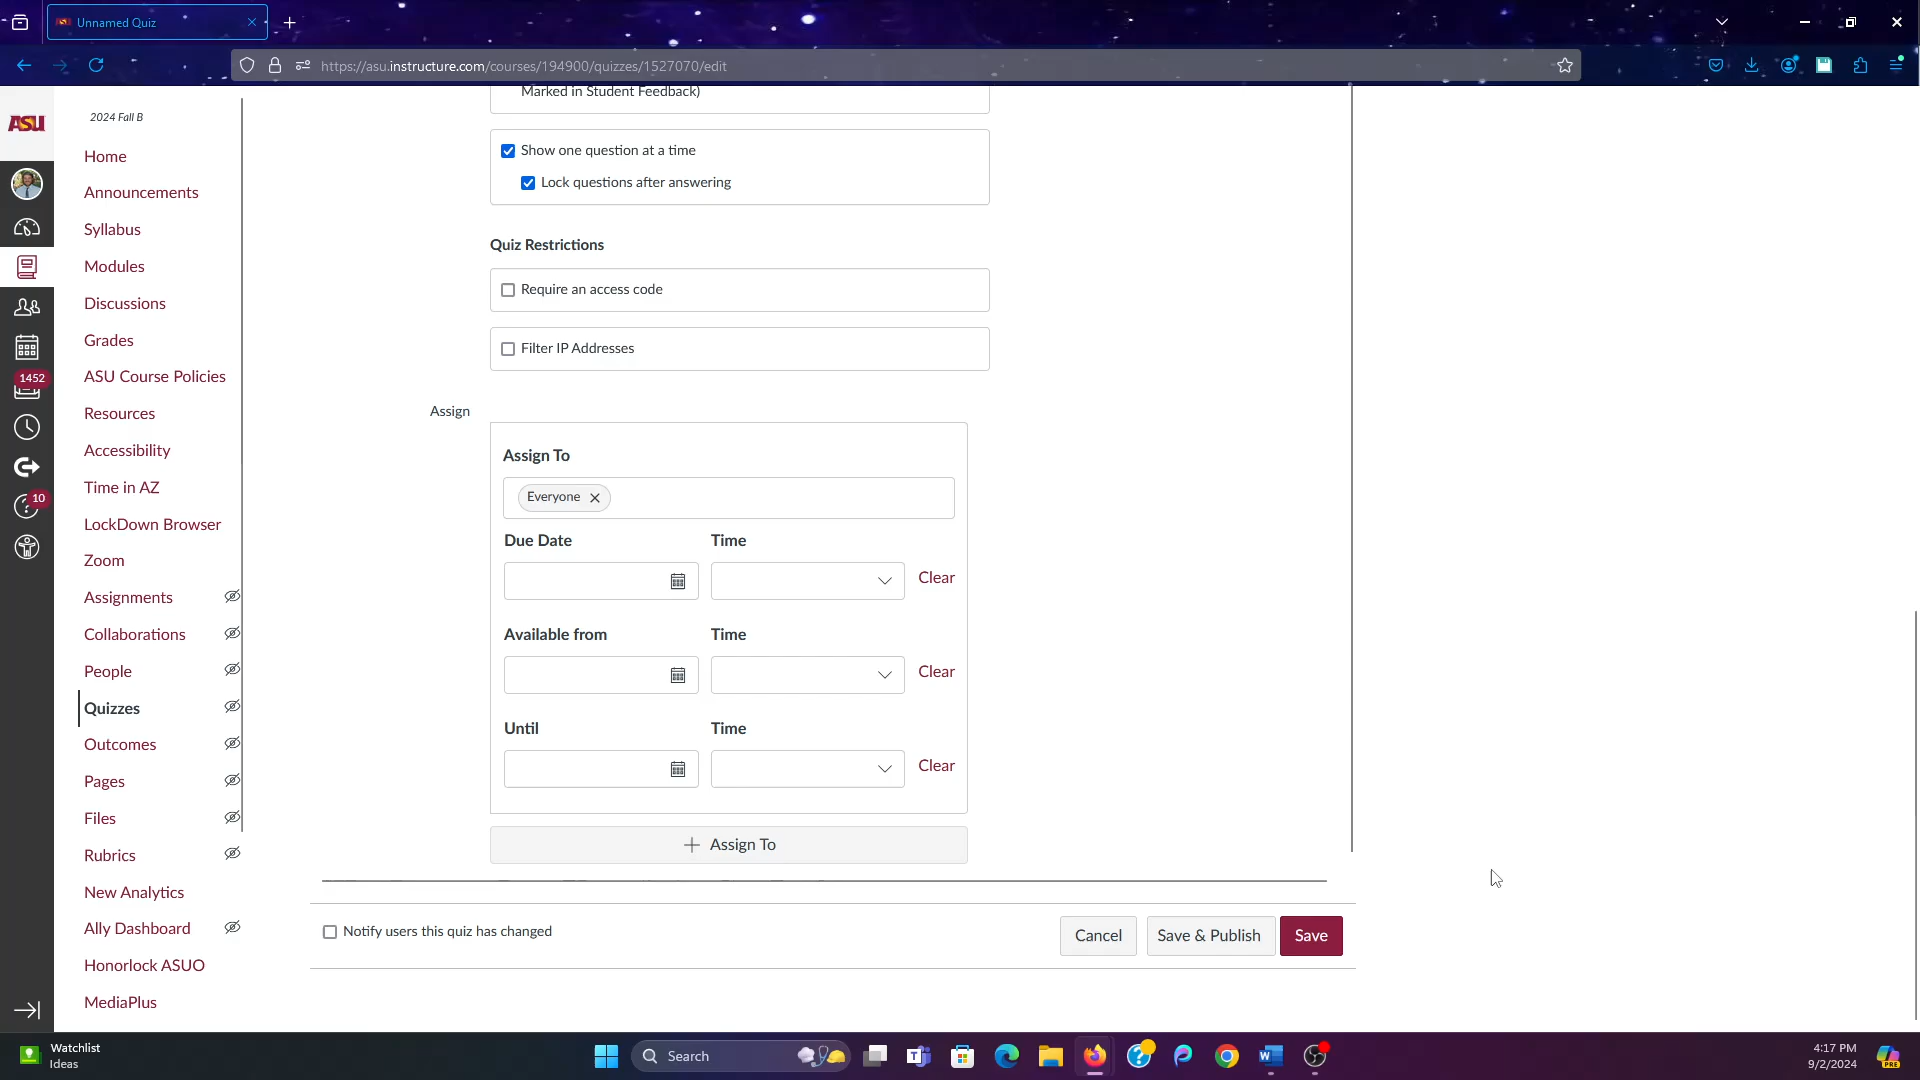 Unnamed Quiz
https://asu.instructure.com/courses/194900/quizzes/1527070/edit
ASU
1452
10
2024 Fall B
Home
Announcements
Syllabus
Modules
Discussions
Grades
ASU Course Policies
Resources
Accessibility
Time in AZ
LockDown Browser
Zoom
Assignments
Collaborations
People
Quizzes
Outcomes
Pages
Files
Rubrics
New Analytics
Ally Dashboard
Honorlock ASUO
MediaPlus
Marked in Student Feedback)
Show one question at a time
Lock questions after answering
Quiz Restrictions
Require an access code
Filter IP Addresses
Assign
Assign To
Everyone
Due Date Time
Clear
Available from Time
Clear
Until Time
Clear
Assign To
Notify users this quiz has changed
Cancel Save & Publish Save
Watchlist
Ideas
Search
4:17 PM
9/2/2024
PRE